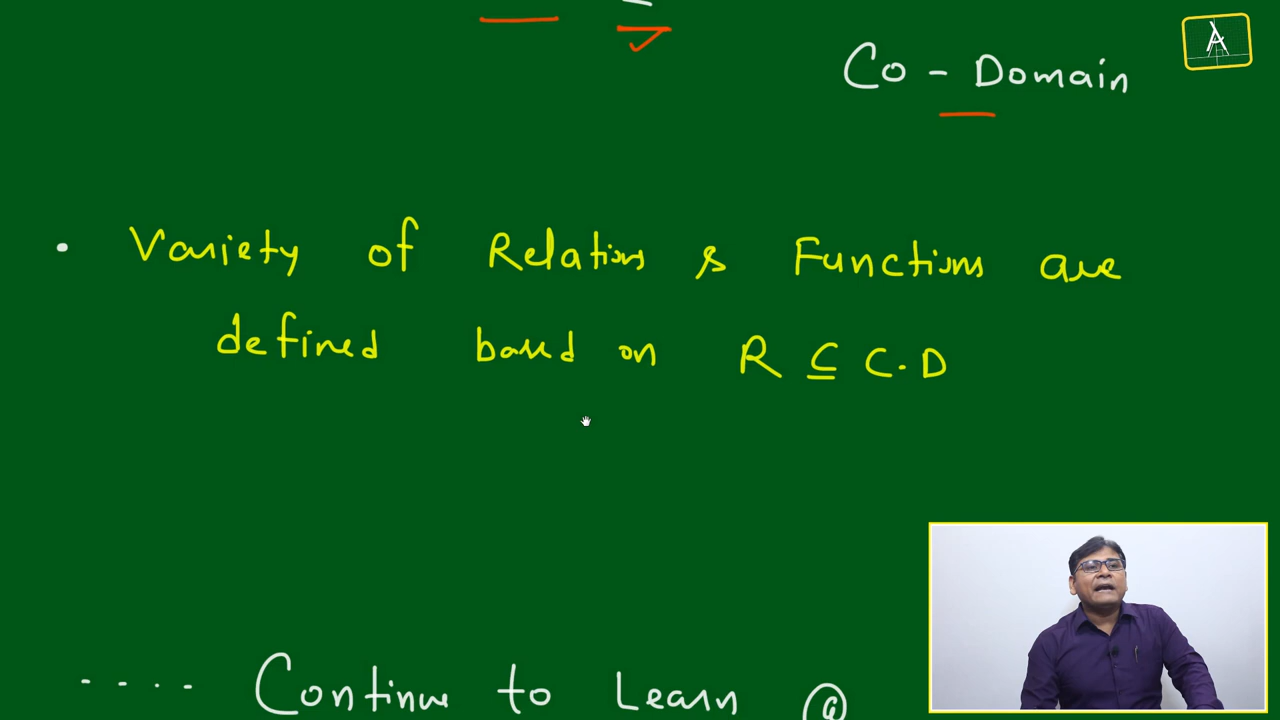 A
Co - Domain
• Variety of Relations & Functions are
defined based on R ⊆ C.D
.... Continue to Learn @